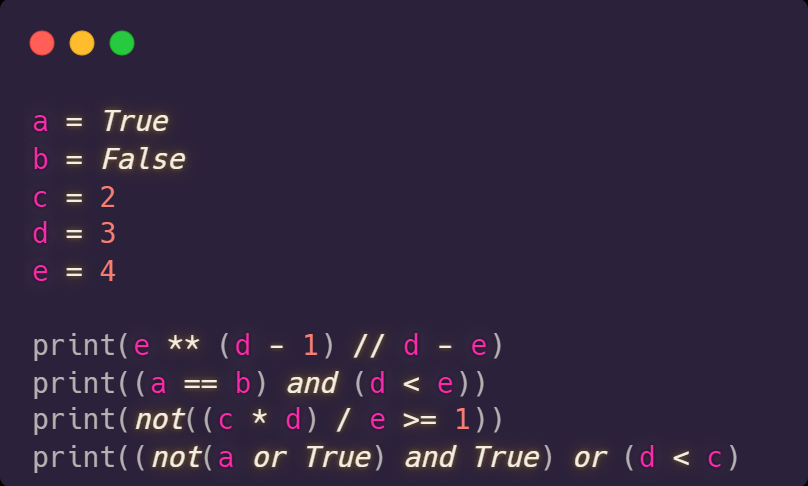 a = True
b = False
c = 2
d = 3
e = 4
print(e ** (d - 1) // d - e)
print((a == b) and (d < e))
print(not((c * d) / e >= 1))
print((not(a or True) and True) or (d < c)